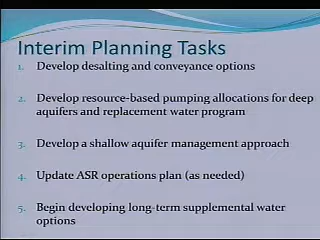 Interim Planning Tasks
1. Develop desalting and conveyance options
2. Develop resource-based pumping allocations for deep
aquifers and replacement water program
3. Develop a shallow aquifer management approach
4. Update ASR operations plan (as needed)
5. Begin developing long-term supplemental water
options